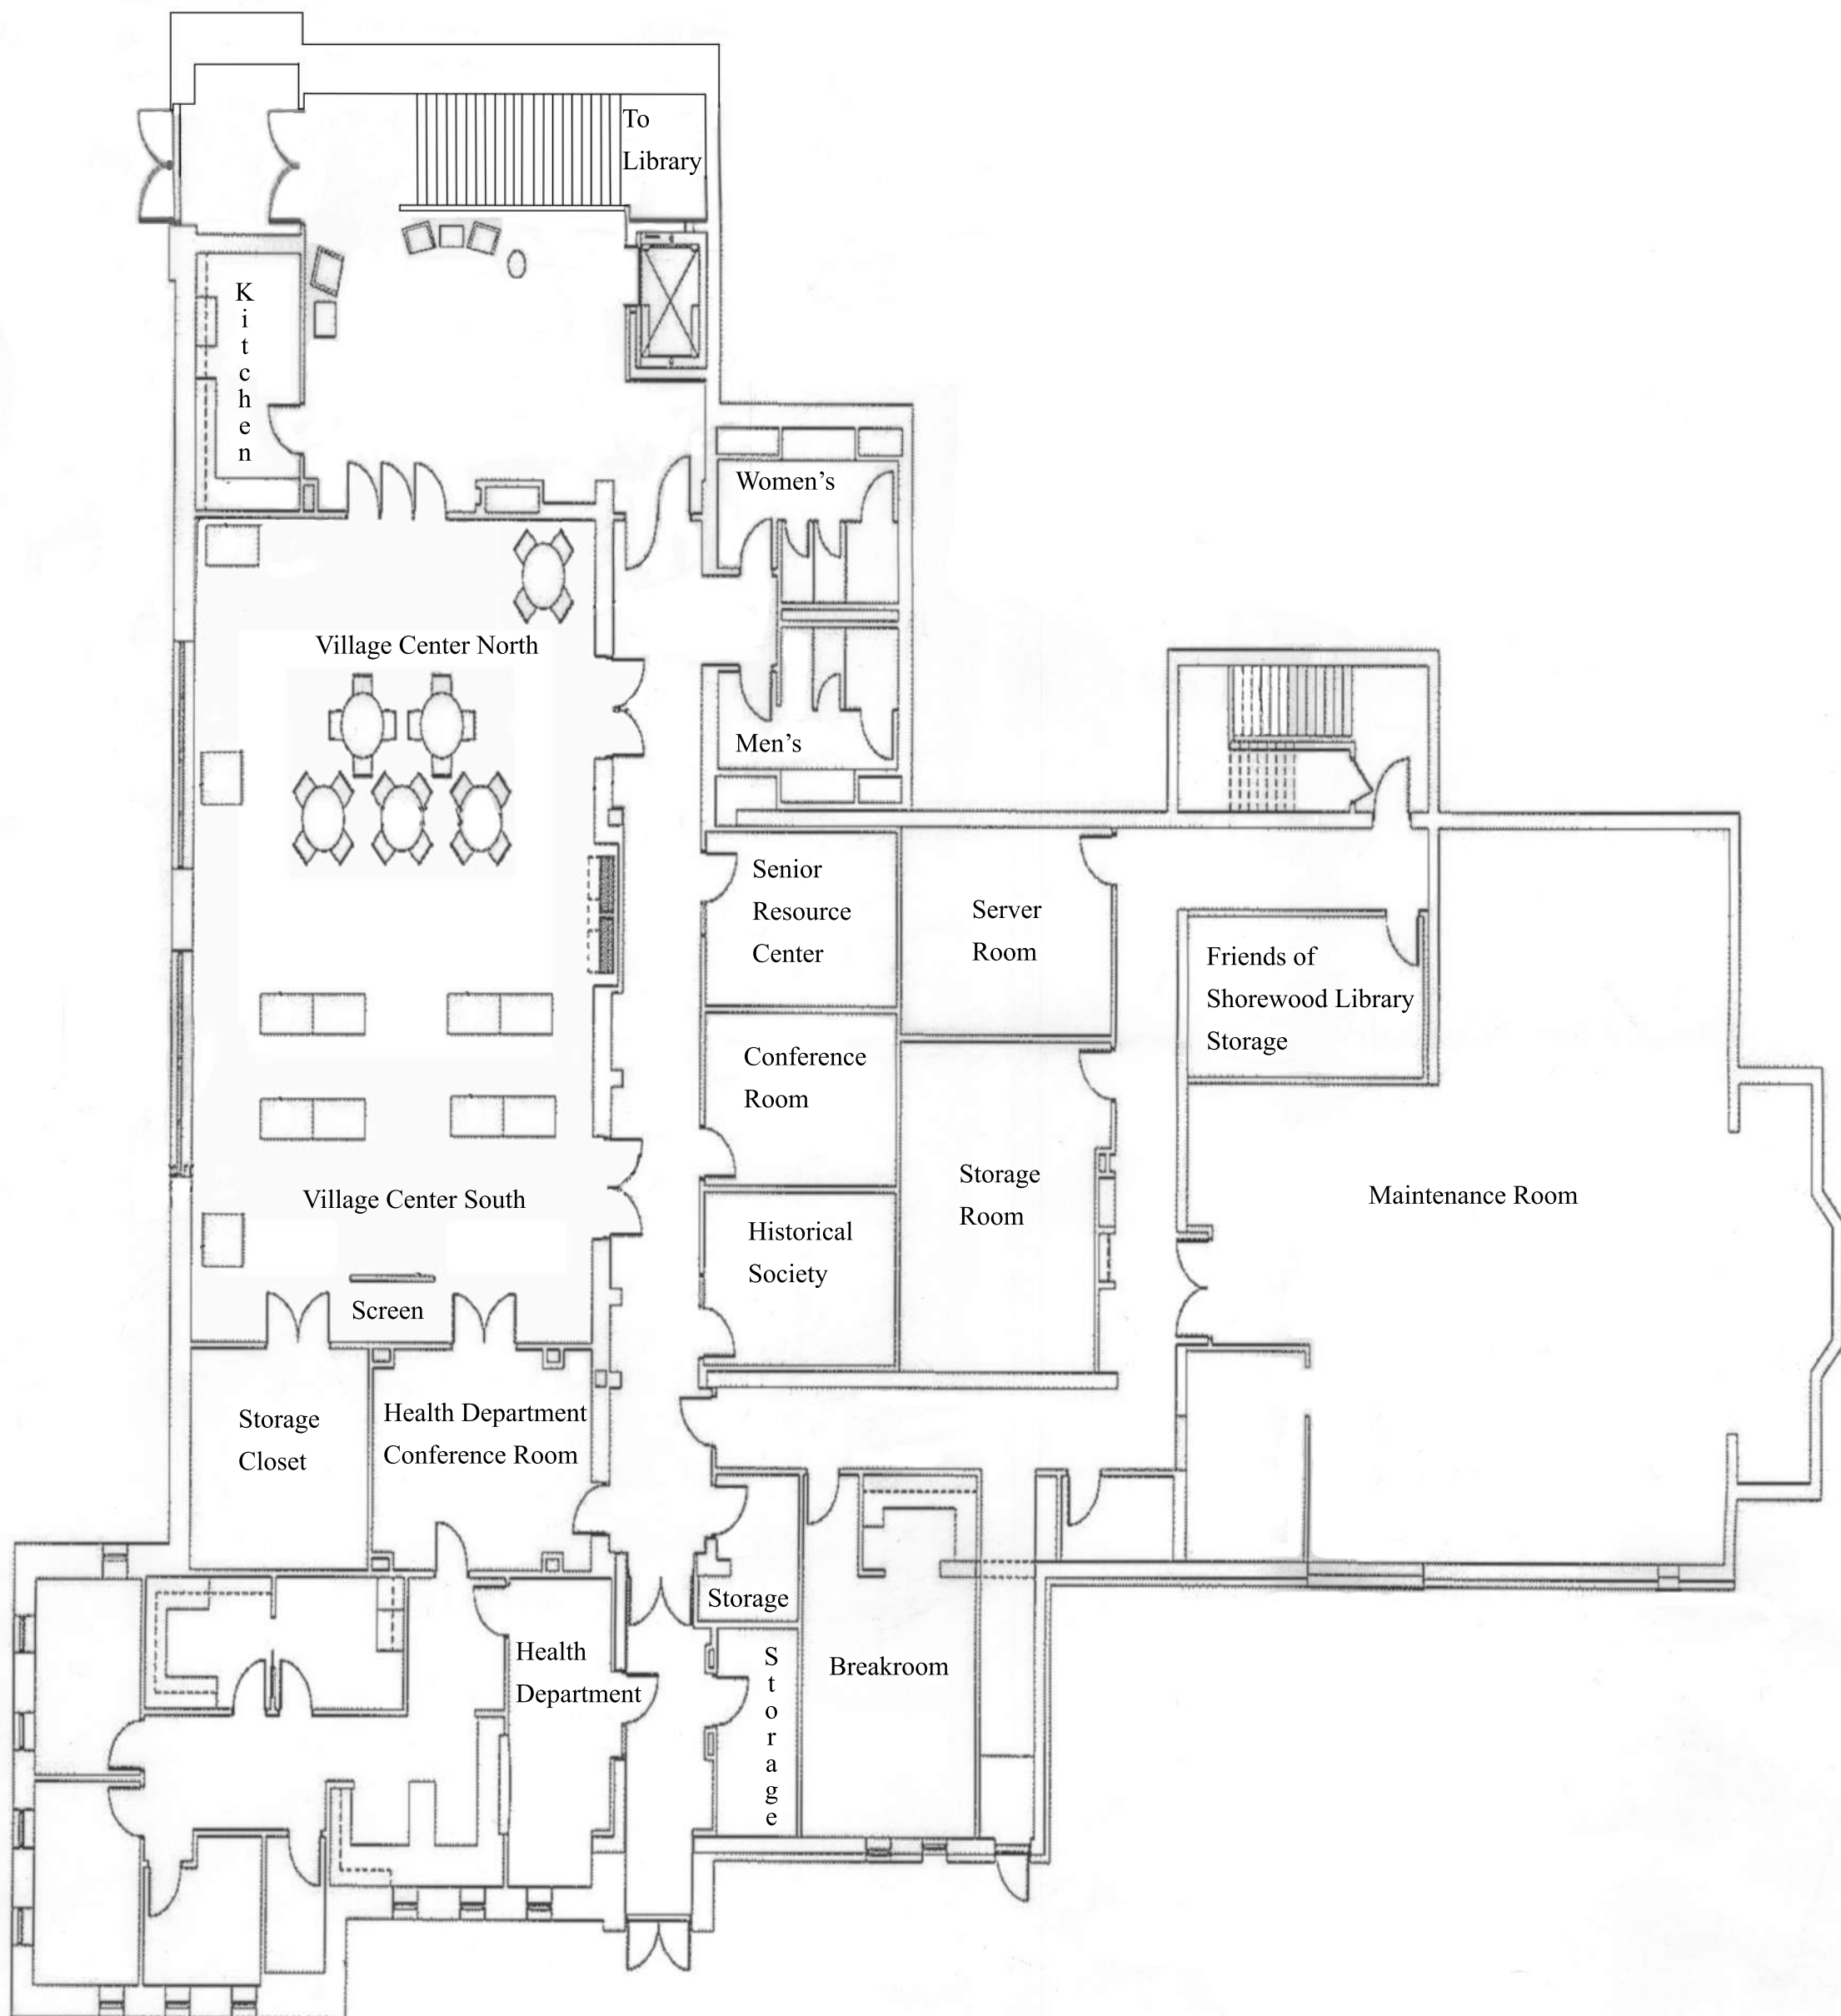 To
Library
Kitchen
Women’s
Village Center North
Men’s
Senior
Resource
Center
Server
Room
Friends of
Shorewood Library
Storage
Conference
Room
Storage
Room
Maintenance Room
Village Center South
Historical
Society
Screen
Storage
Closet
Health Department
Conference Room
Storage
Health
Department
Storage
Breakroom